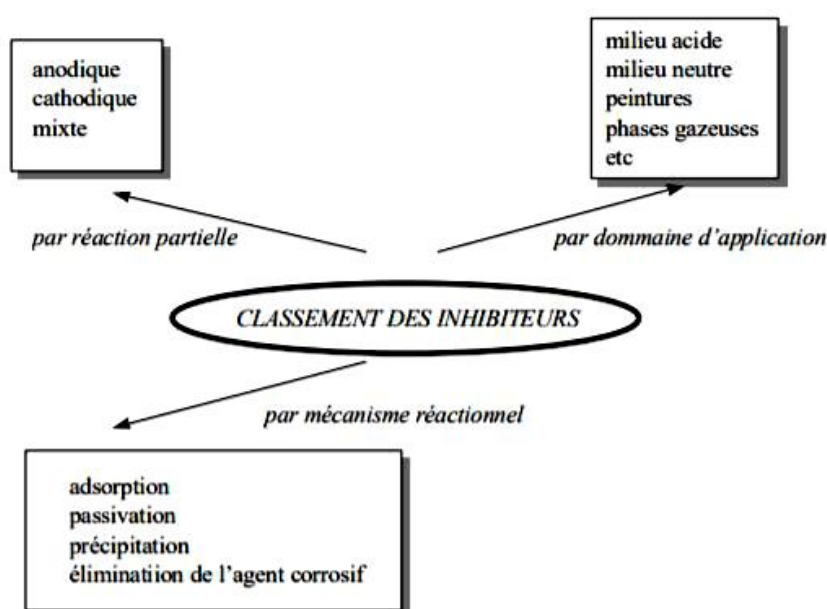 anodique
cathodique
mixte
milieu acide
milieu neutre
peintures
phases gazeuses
etc
par réaction partielle
par dommaine d'application
CLASSEMENT DES INHIBITEURS
par mécanisme réactionnel
adsorption
passivation
précipitation
éliminatiion de l'agent corrosif